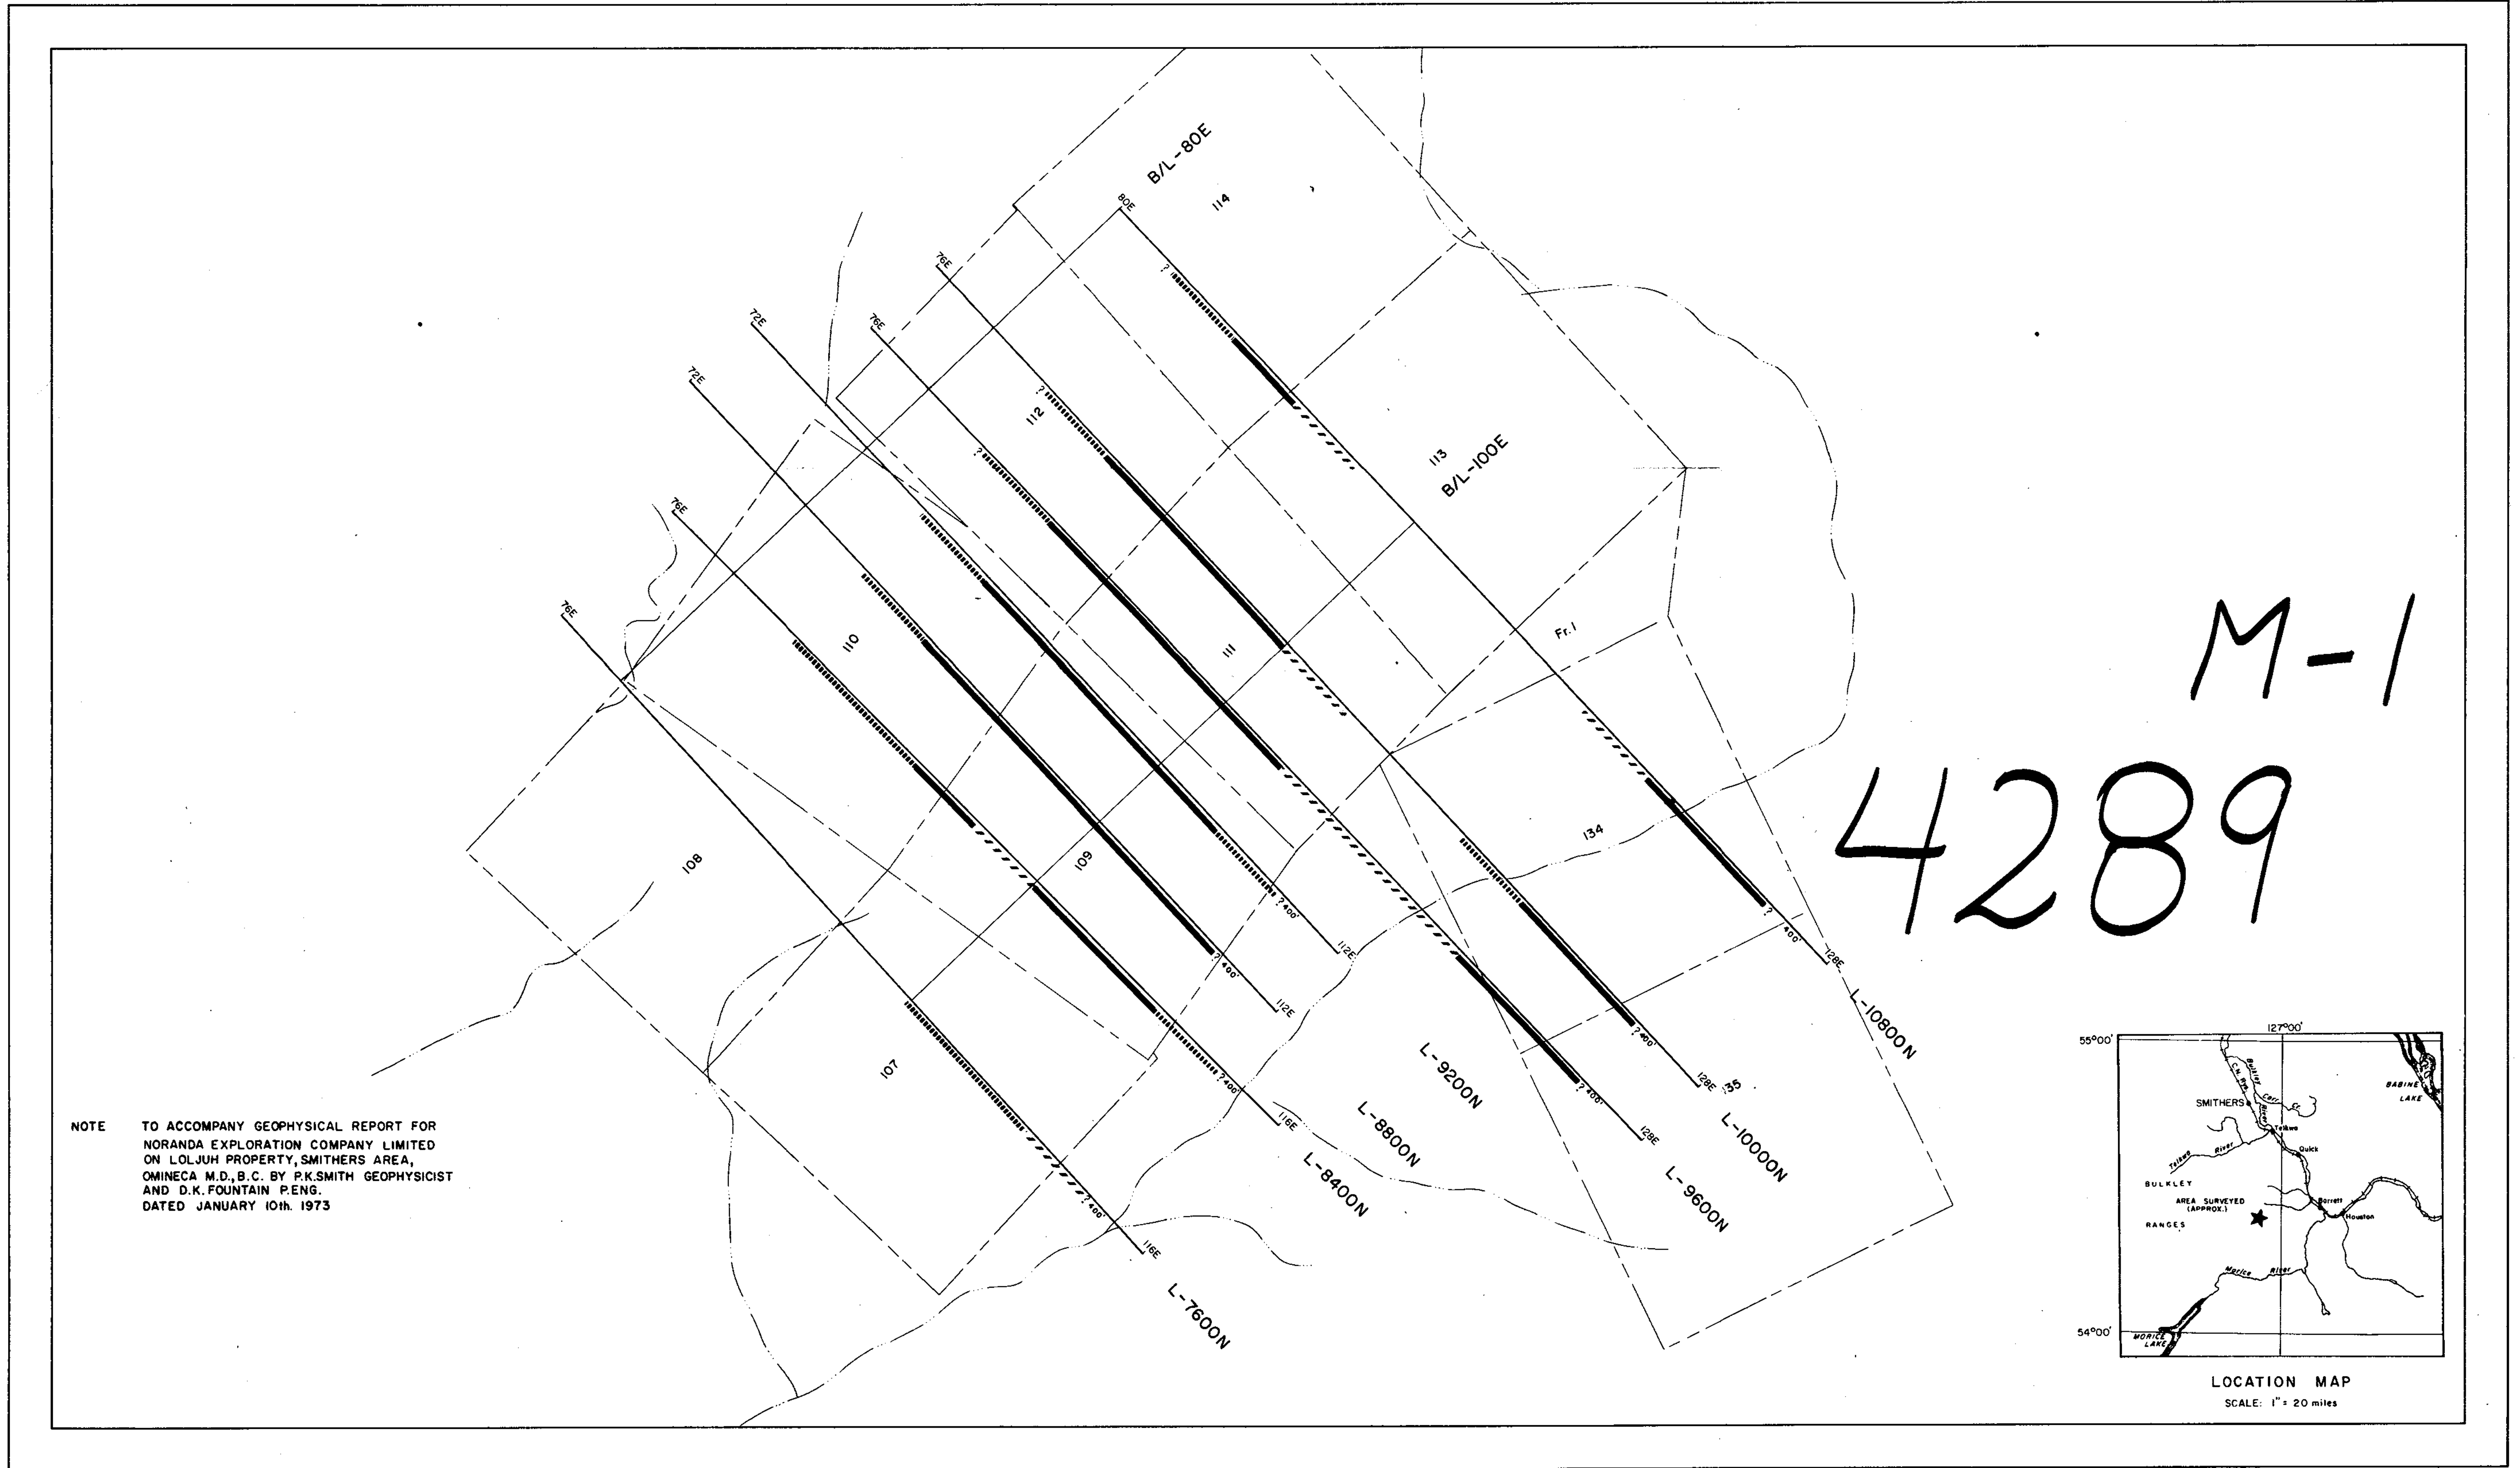 B/L-80E
80E
114
76E
?
72E
76E
72E
?
112
113
B/L-100E
?
76E
76E
110
111
Fr. 1
M-1
4289
134
108
109
? 400'
112E
? 400'
112E
?
400'
128E
L-10800N
107
? 400'
116E
? 400'
128E
135
? 400'
128E
L-9200N
L-8800N
L-8400N
L-10000N
L-9600N
? 400'
116E
L-7600N
NOTE TO ACCOMPANY GEOPHYSICAL REPORT FOR
NORANDA EXPLORATION COMPANY LIMITED
ON LOLJUH PROPERTY, SMITHERS AREA,
OMINECA M.D., B.C. BY P.K.SMITH GEOPHYSICIST
AND D.K. FOUNTAIN P.ENG.
DATED JANUARY 10th. 1973
127°00'
55°00'
Bulkley
River
C.N. Rys.
BABINE
LAKE
SMITHERS
Cr.
Telkwa
Quick
Telkwa River
BULKLEY
AREA SURVEYED
(APPROX.)
Barrett
RANGES
Houston
Morice River
54°00'
MORICE
LAKE
LOCATION MAP
SCALE: 1" = 20 miles